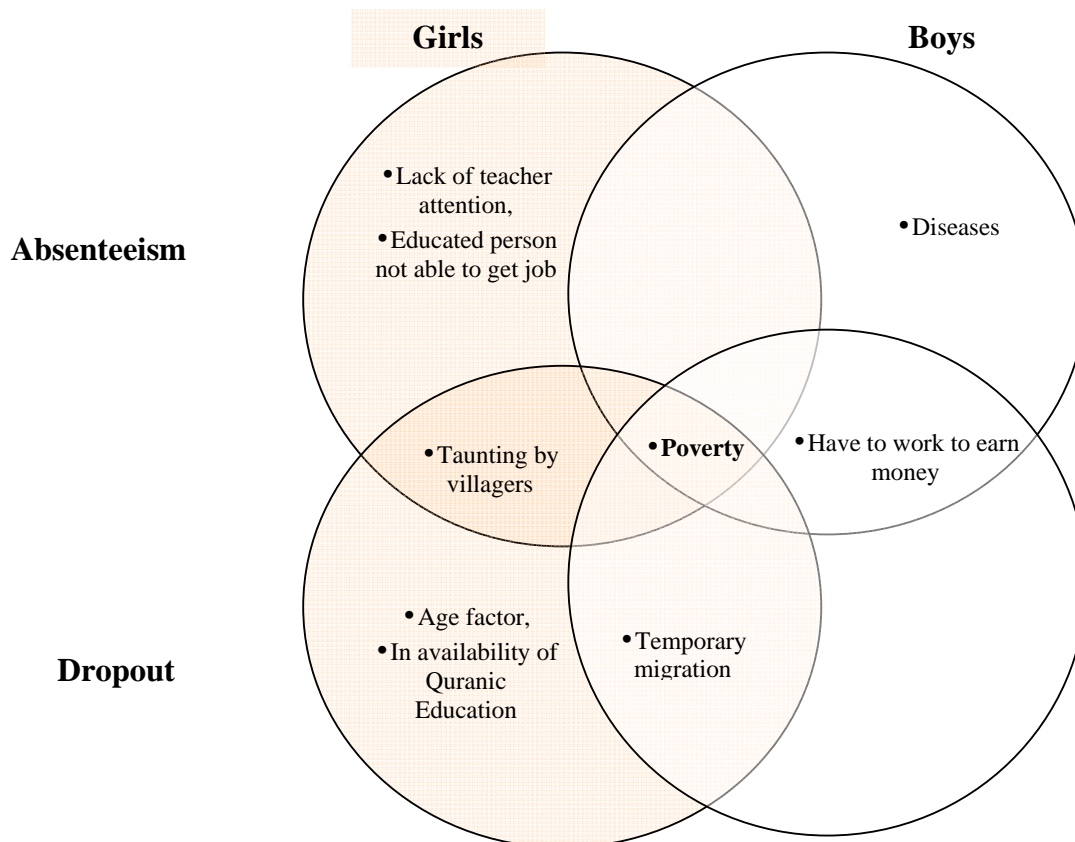 Girls
Boys
• Lack of teacher
attention,
• Educated person
not able to get job
• Diseases
Absenteeism
• Taunting by
villagers
• Poverty
• Have to work to earn
money
• Age factor,
• In availability of
Quranic
Education
• Temporary
migration
Dropout